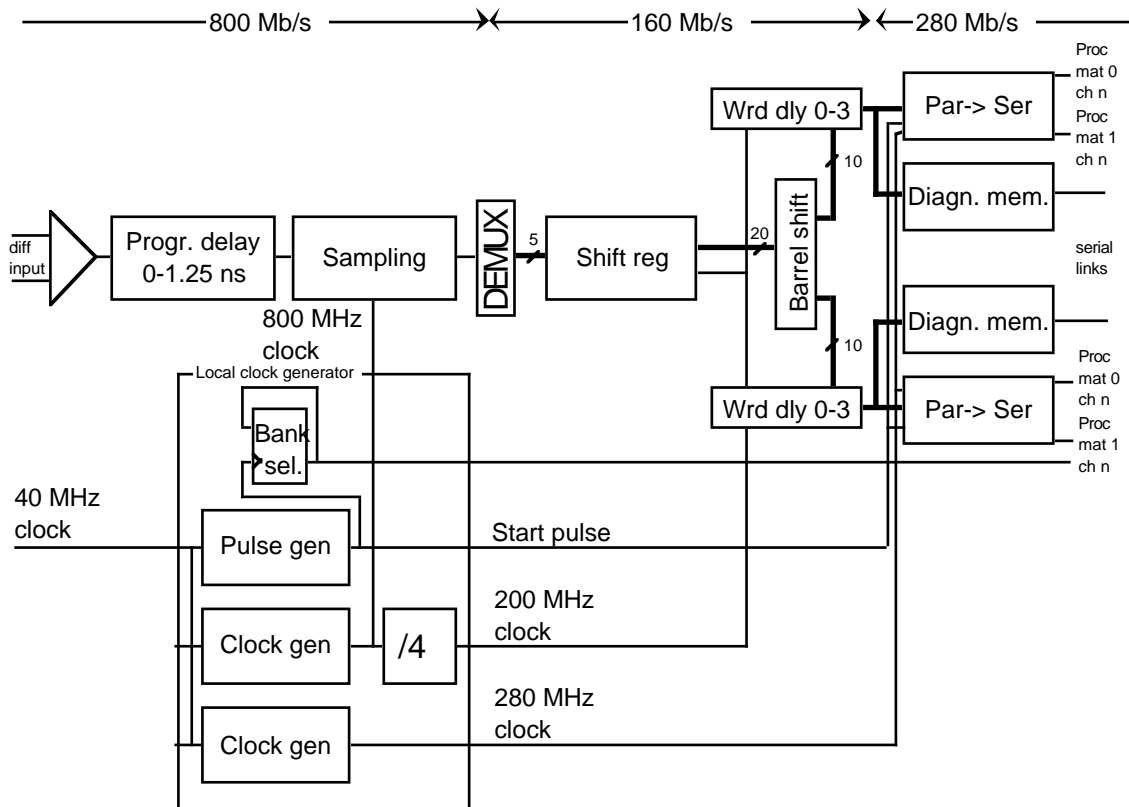 800 Mb/s
160 Mb/s
280 Mb/s
Proc
mat 0
ch n
Proc
mat 1
ch n
Wrd dly 0-3
Par-> Ser
10
Diagn. mem.
diff
input
Progr. delay
0-1.25 ns
Sampling
DEMUX
5
Shift reg
20
Barrel shift
serial
links
800 MHz
clock
10
Diagn. mem.
Local clock generator
Wrd dly 0-3
Par-> Ser
Proc
mat 0
ch n
Proc
mat 1
ch n
Bank
sel.
40 MHz
clock
Pulse gen
Start pulse
200 MHz
clock
Clock gen
/4
280 MHz
clock
Clock gen